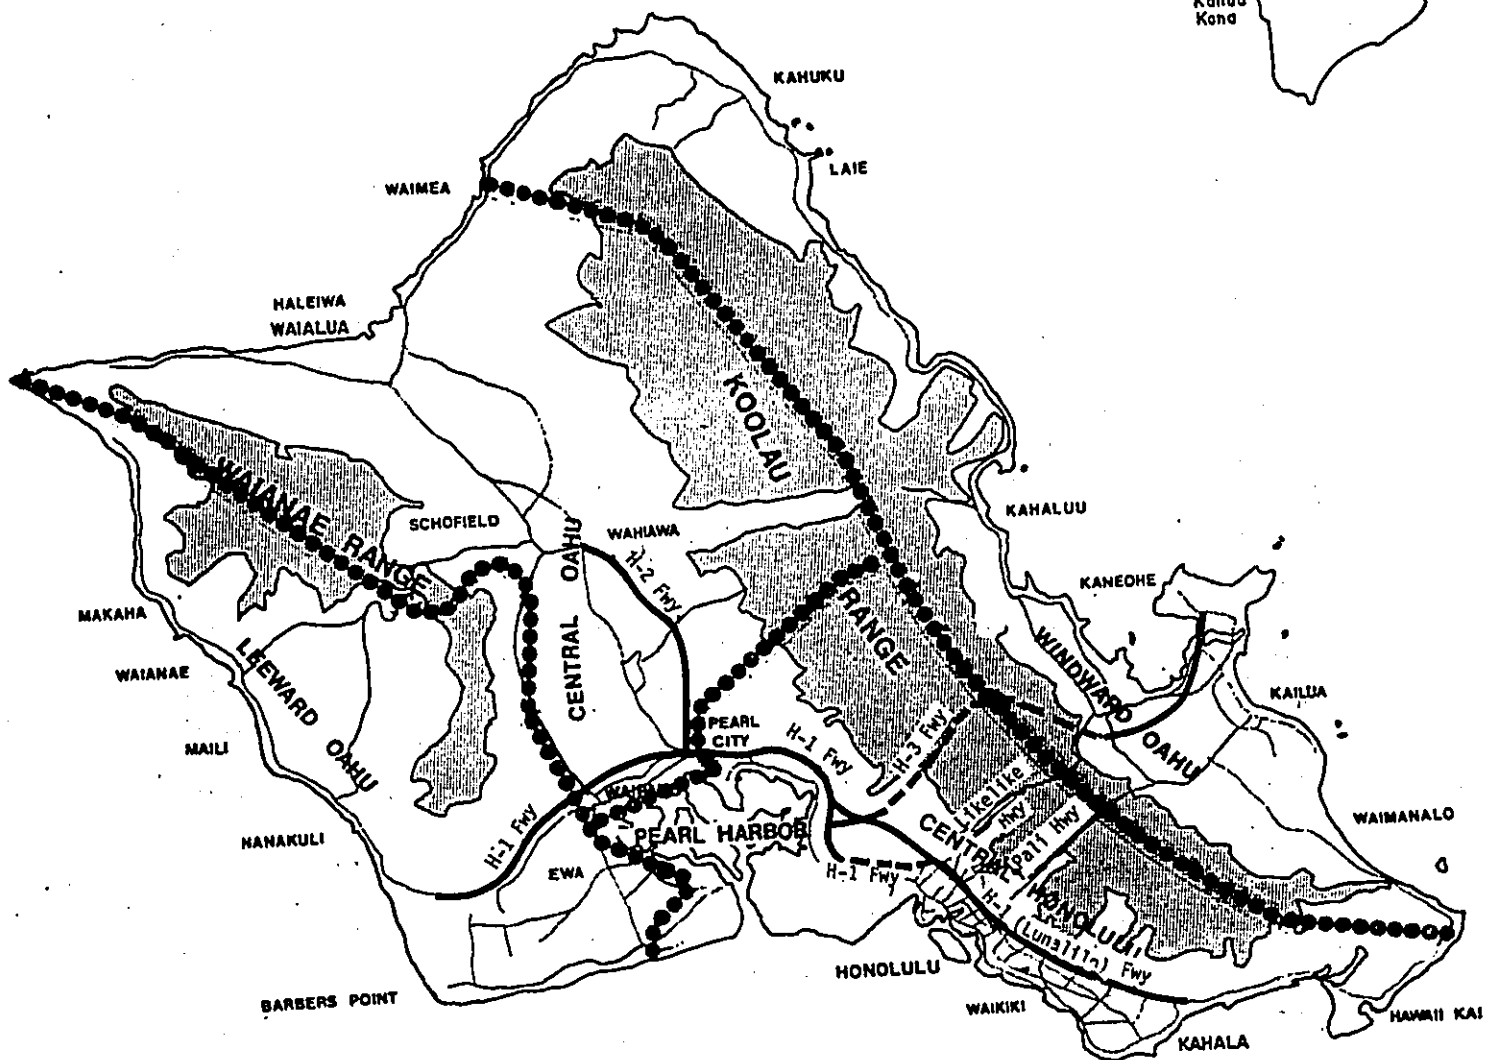 Kona
KAHUKU
LAIE
WAIMEA
HALEIWA
WAIALUA
KOOLAU
RANGE
WAIANAE RANGE
SCHOFIELD
WAHIAWA
KAHALUU
KANEOHE
H-2 Fwy
CENTRAL OAHU
MAKAHA
WAIANAE
LEEWARD OAHU
WINDWARD OAHU
KAILUA
MAILI
PEARL
CITY
H-1 Fwy
H-3 Fwy
NANAKULI
H-1 Fwy
PEARL HARBOR
Likelike
Hwy
Pali Hwy
CENTRAL HONOLULU
WAIMANALO
EWA
H-1 Fwy
H-1
(Lunalilo) Fwy
HONOLULU
BARBERS POINT
WAIKIKI
HAWAII KAI
KAHALA